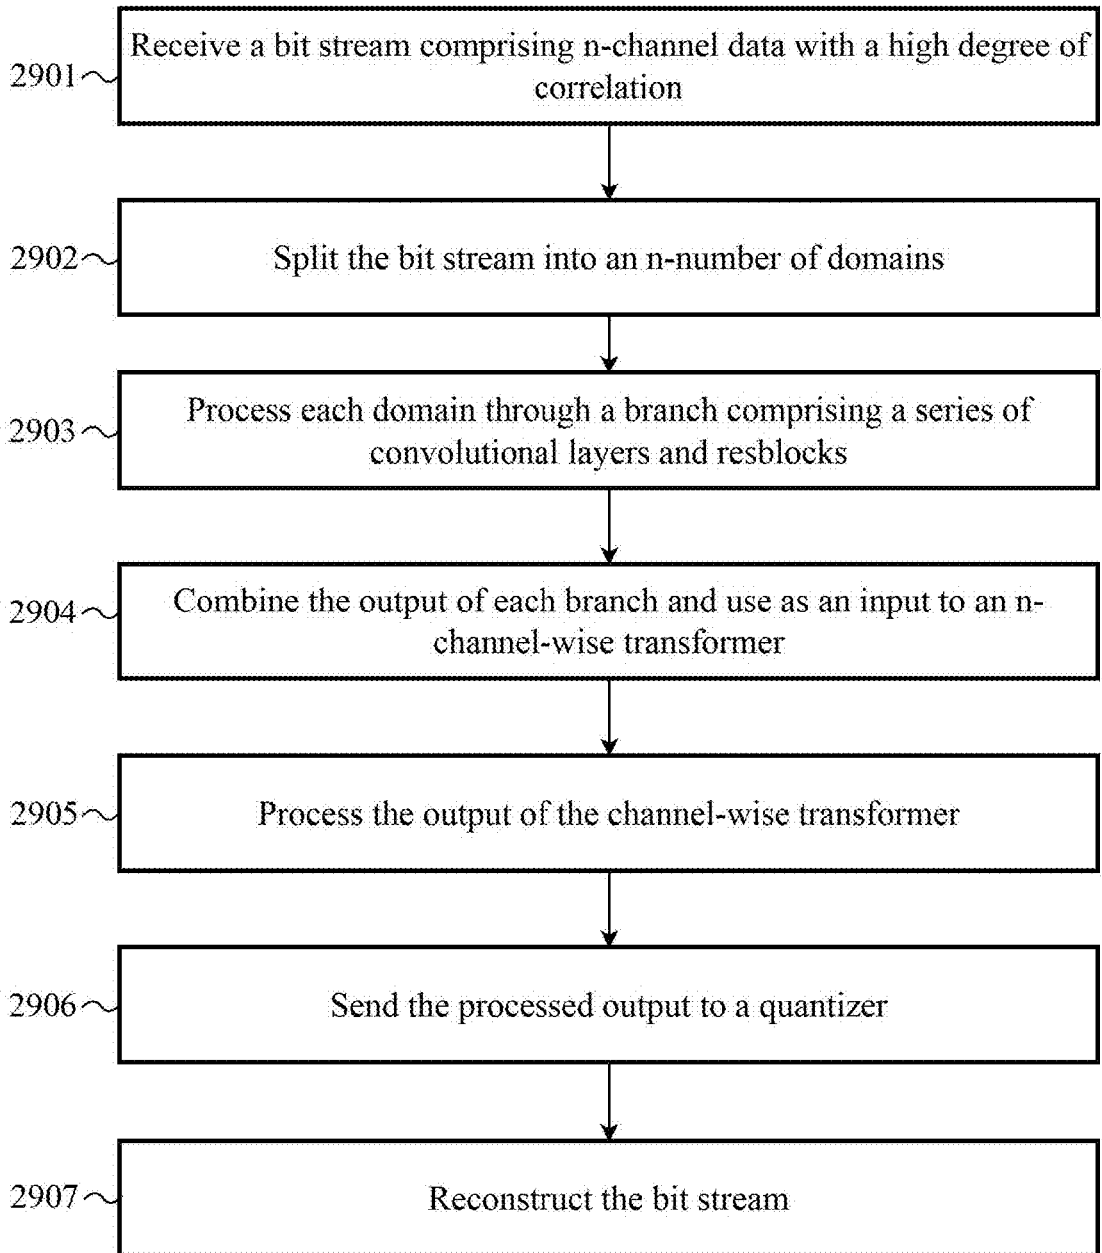 Receive a bit stream comprising n-channel data with a high degree of
2901
correlation
2902
Split the bit stream into an n-number of domains
Process each domain through a branch comprising a series of
2903
convolutional layers and resblocks
Combine the output of each branch and use as an input to an n-
2904
channel-wise transformer
2905
Process the output of the channel-wise transformer
2906
Send the processed output to a quantizer
2907
Reconstruct the bit stream